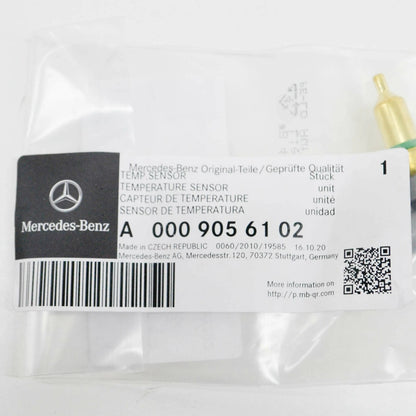 Mercedes-Benz Original-Teile/Geprüfte Qualität 1
TEMP.SENSOR Stück
TEMPERATURE SENSOR unit
CAPTEUR DE TEMPERATURE unité
SENSOR DE TEMPERATURA unidad
Mercedes-Benz
A 000 905 61 02
Made in CZECH REPUBLIC 0060/2010/19585 16.10.20
Mercedes-Benz AG, Mercedesstr.120, 70372 Stuttgart, Germany
More information on
http://p.mb-qr.com/